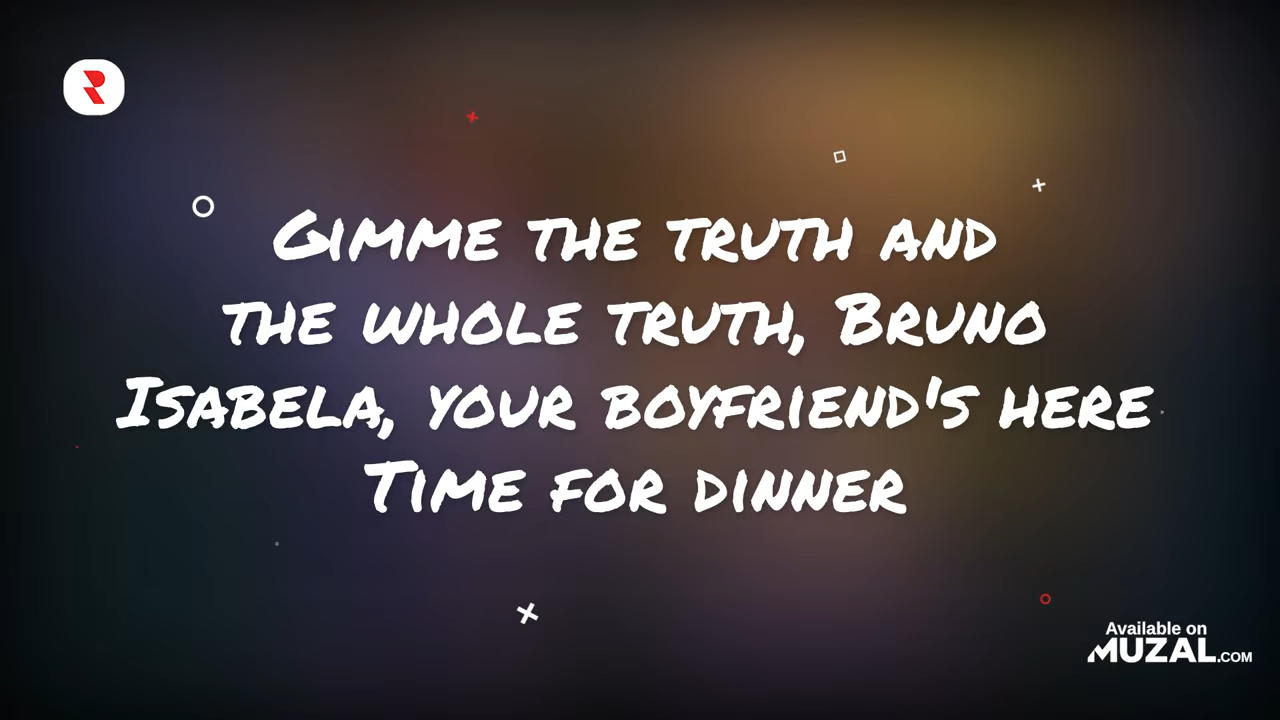 Gimme the truth and
the whole truth, Bruno
Isabela, your boyfriend's here
Time for dinner
Available on
MUZAL.COM